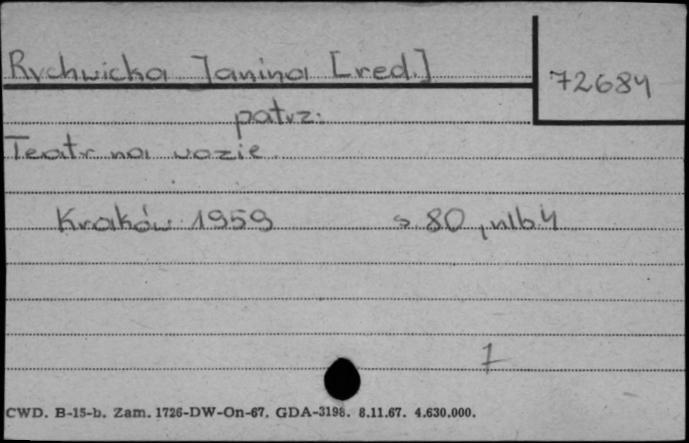 Rychwicka Janina [red.]
72684
patrz:
Teatr na wozie.
Kraków 1959 s. 80, nlb. 4
1
CWD. B-15-b. Zam. 1726-DW-On-67. GDA-3198. 8.11.67. 4.630.000.